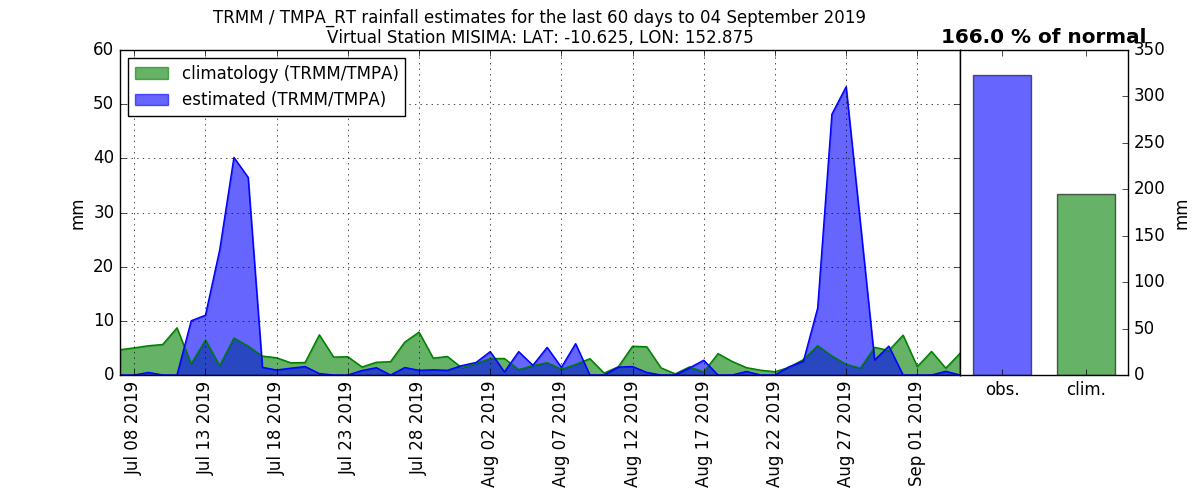 TRMM / TMPA_RT rainfall estimates for the last 60 days to 04 September 2019
Virtual Station MISIMA: LAT: -10.625, LON: 152.875
166.0 % of normal
climatology (TRMM/TMPA)
estimated (TRMM/TMPA)
60
50
40
30
20
10
0
mm
Jul 08 2019
Jul 13 2019
Jul 18 2019
Jul 23 2019
Jul 28 2019
Aug 02 2019
Aug 07 2019
Aug 12 2019
Aug 17 2019
Aug 22 2019
Aug 27 2019
Sep 01 2019
350
300
250
200
150
100
50
0
mm
obs.
clim.